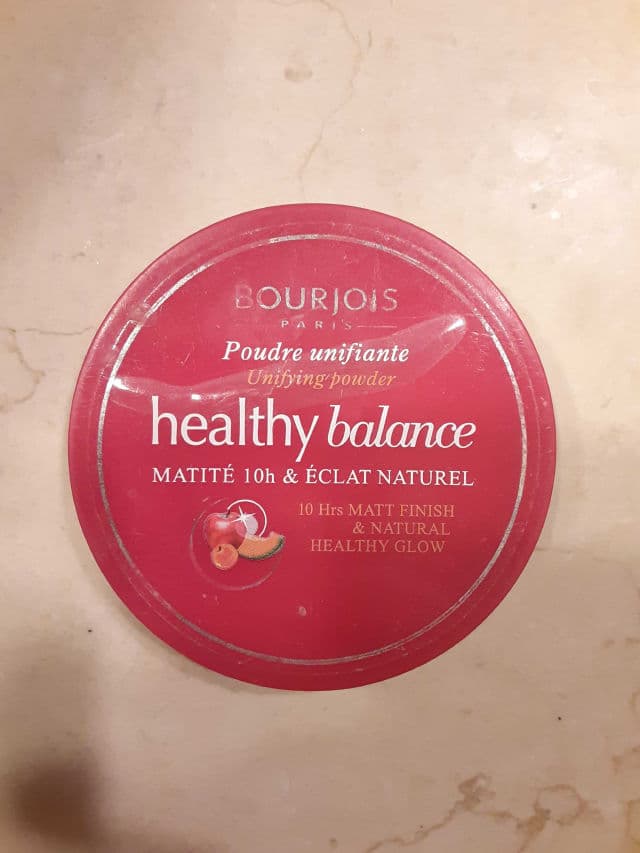 BOURJOIS
PARIS
Poudre unifiante
Unifying powder
healthy balance
MATITÉ 10h & ÉCLAT NATUREL
10 Hrs MATT FINISH
& NATURAL
HEALTHY GLOW